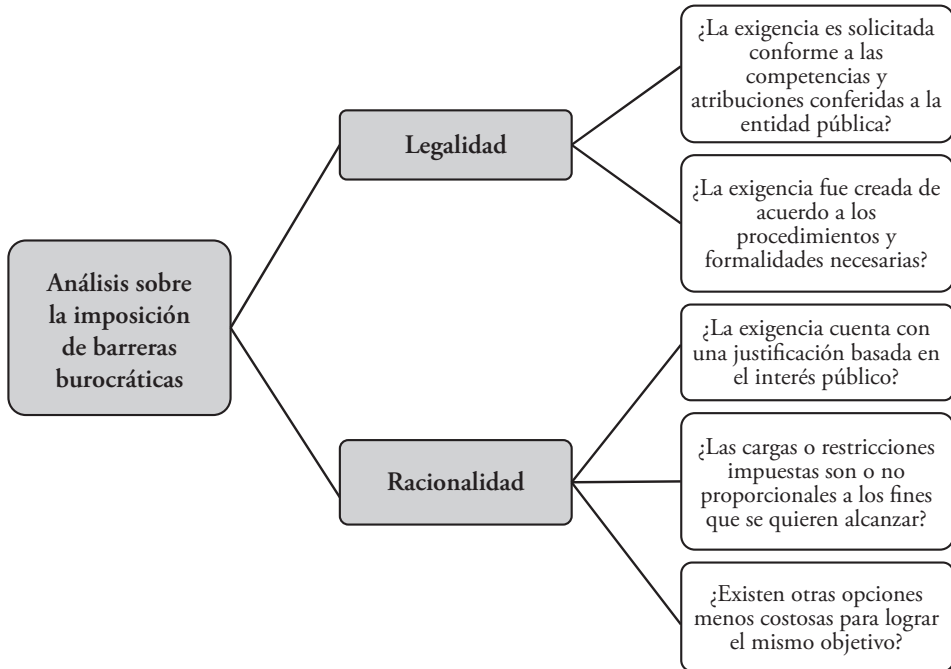 Análisis sobre
la imposición
de barreras
burocráticas
Legalidad
¿La exigencia es solicitada
conforme a las
competencias y
atribuciones conferidas a la
entidad pública?
¿La exigencia fue creada de
acuerdo a los
procedimientos y
formalidades necesarias?
Racionalidad
¿La exigencia cuenta con
una justificación basada en
el interés público?
¿Las cargas o restricciones
impuestas son o no
proporcionales a los fines
que se quieren alcanzar?
¿Existen otras opciones
menos costosas para lograr
el mismo objetivo?